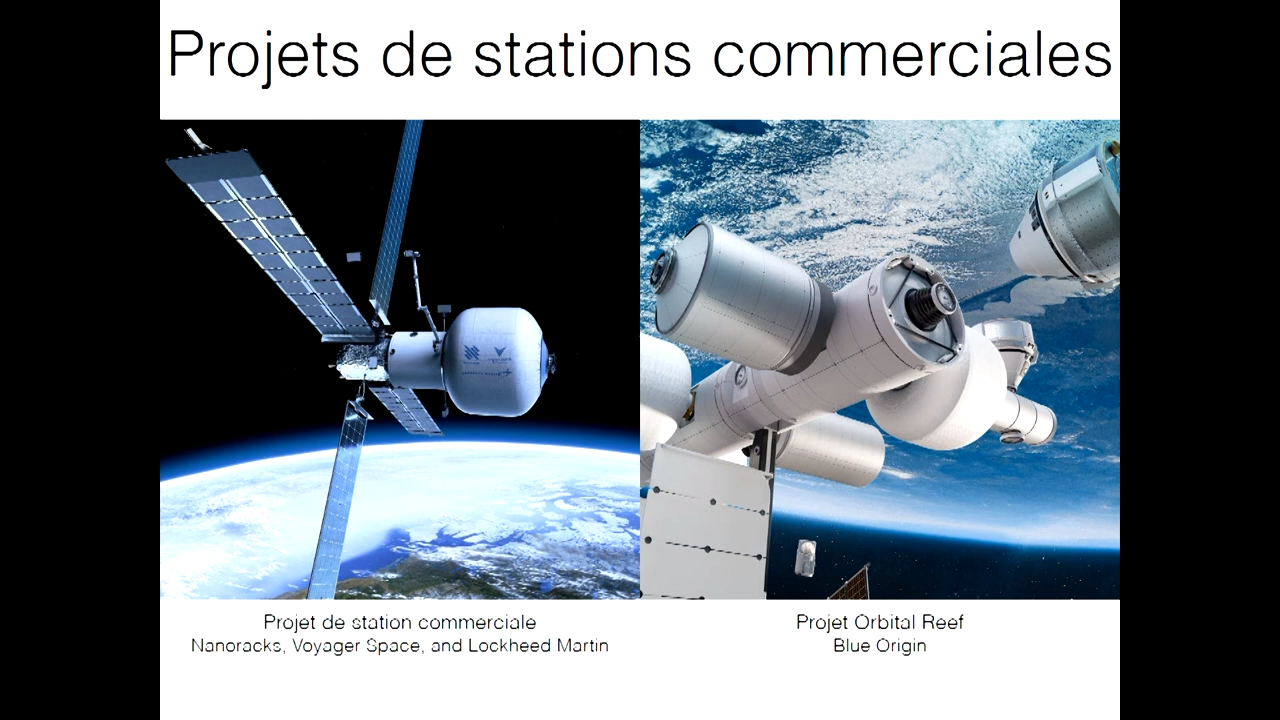 Projets de stations commerciales
Projet de station commerciale
Nanoracks, Voyager Space, and Lockheed Martin
Projet Orbital Reef
Blue Origin